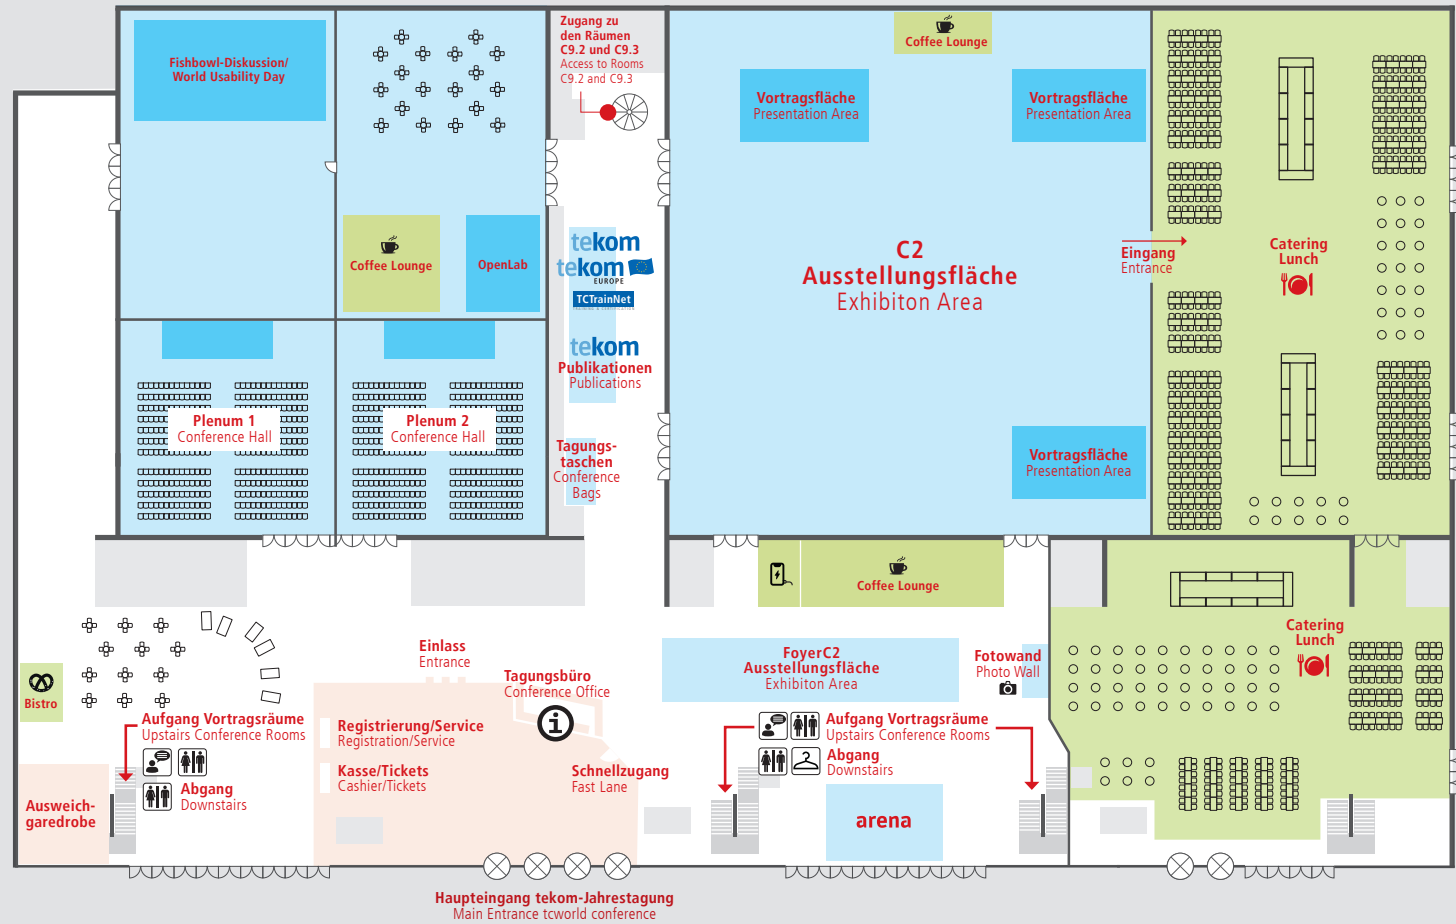 Fishbowl-Diskussion/
World Usability Day
Zugang zu
den Räumen
C9.2 und C9.3
Access to Rooms
C9.2 and C9.3
Coffee Lounge
Vortragsfläche
Presentation Area
Vortragsfläche
Presentation Area
Coffee Lounge
OpenLab
tekom
tekom
EUROPE
TCTrainNet
tekom
Publikationen
Publications
C2
Ausstellungsfläche
Exhibiton Area
Eingang
Entrance
Catering
Lunch
Plenum 1
Conference Hall
Plenum 2
Conference Hall
Tagungs-
taschen
Conference
Bags
Vortragsfläche
Presentation Area
Coffee Lounge
Einlass
Entrance
Tagungsbüro
Conference Office
FoyerC2
Ausstellungsfläche
Exhibiton Area
Fotowand
Photo Wall
Catering
Lunch
Bistro
Aufgang Vortragsräume
Upstairs Conference Rooms
Abgang
Downstairs
Registrierung/Service
Registration/Service
Kasse/Tickets
Cashier/Tickets
Schnellzugang
Fast Lane
Aufgang Vortragsräume
Upstairs Conference Rooms
Abgang
Downstairs
Ausweich-
garedrobe
arena
Haupteingang tekom-Jahrestagung
Main Entrance tcworld conference